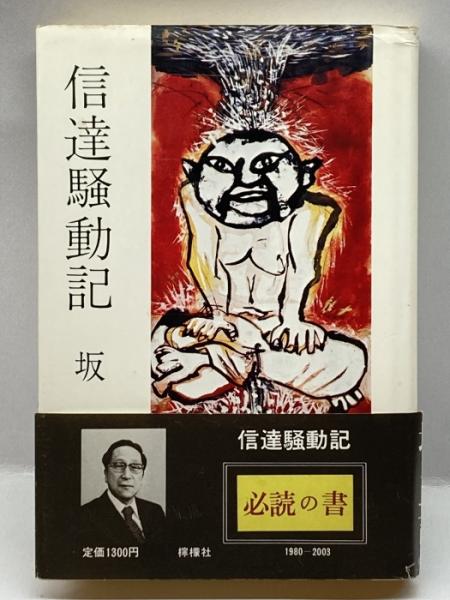 信達騒動記
坂
信達騒動記
必読の書
定価1300円
檸檬社
1980−2003